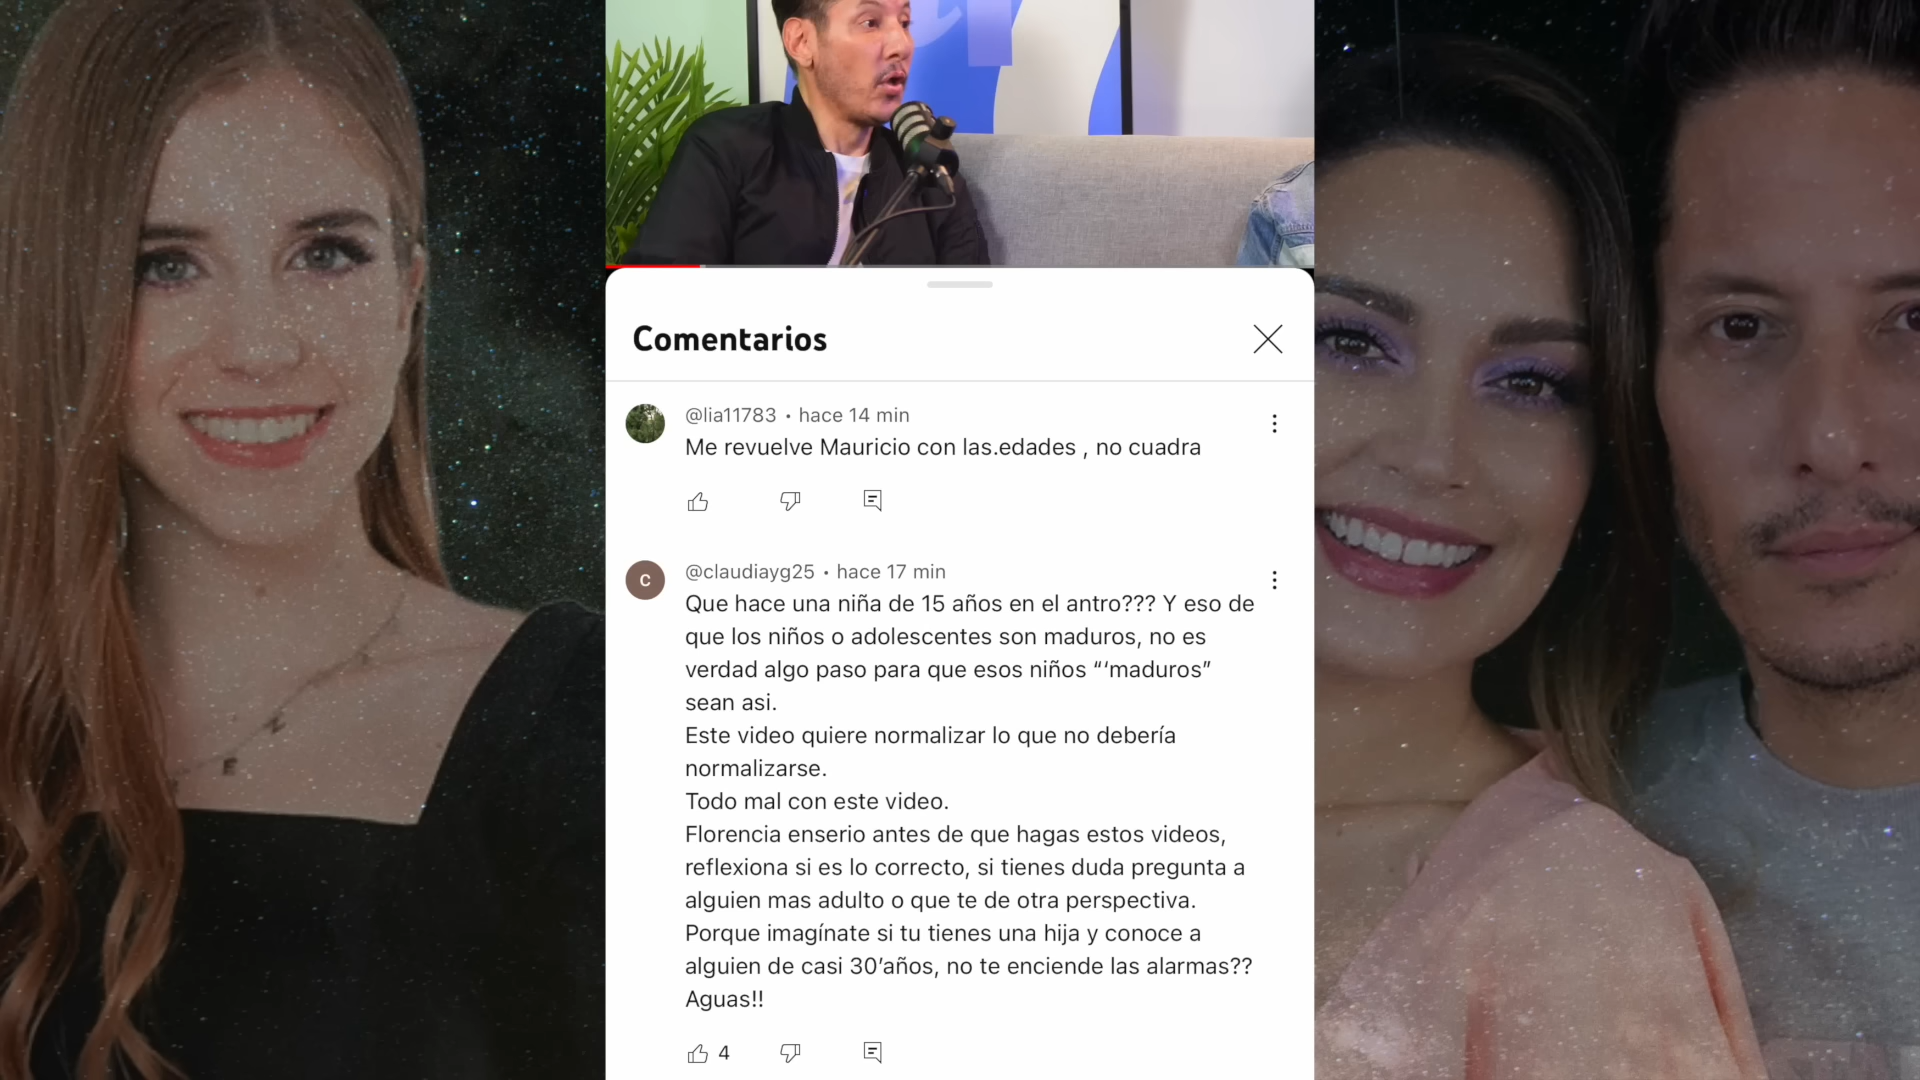 Comentarios
@lia11783 • hace 14 min
Me revuelve Mauricio con las.edades , no cuadra
C
@claudiayg25 • hace 17 min
Que hace una niña de 15 años en el antro??? Y eso de
que los niños o adolescentes son maduros, no es
verdad algo paso para que esos niños “‘maduros”
sean asi.
Este video quiere normalizar lo que no debería
normalizarse.
Todo mal con este video.
Florencia enserio antes de que hagas estos videos,
reflexiona si es lo correcto, si tienes duda pregunta a
alguien mas adulto o que te de otra perspectiva.
Porque imagínate si tu tienes una hija y conoce a
alguien de casi 30’años, no te enciende las alarmas??
Aguas!!
4